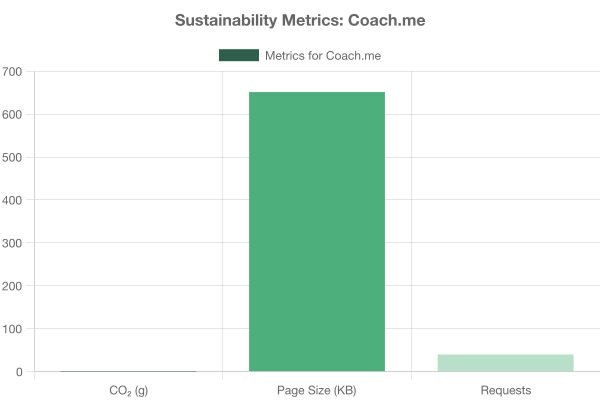 Sustainability Metrics: Coach.me
Metrics for Coach.me
700
600
500
400
300
200
100
0
CO₂ (g)
Page Size (KB)
Requests